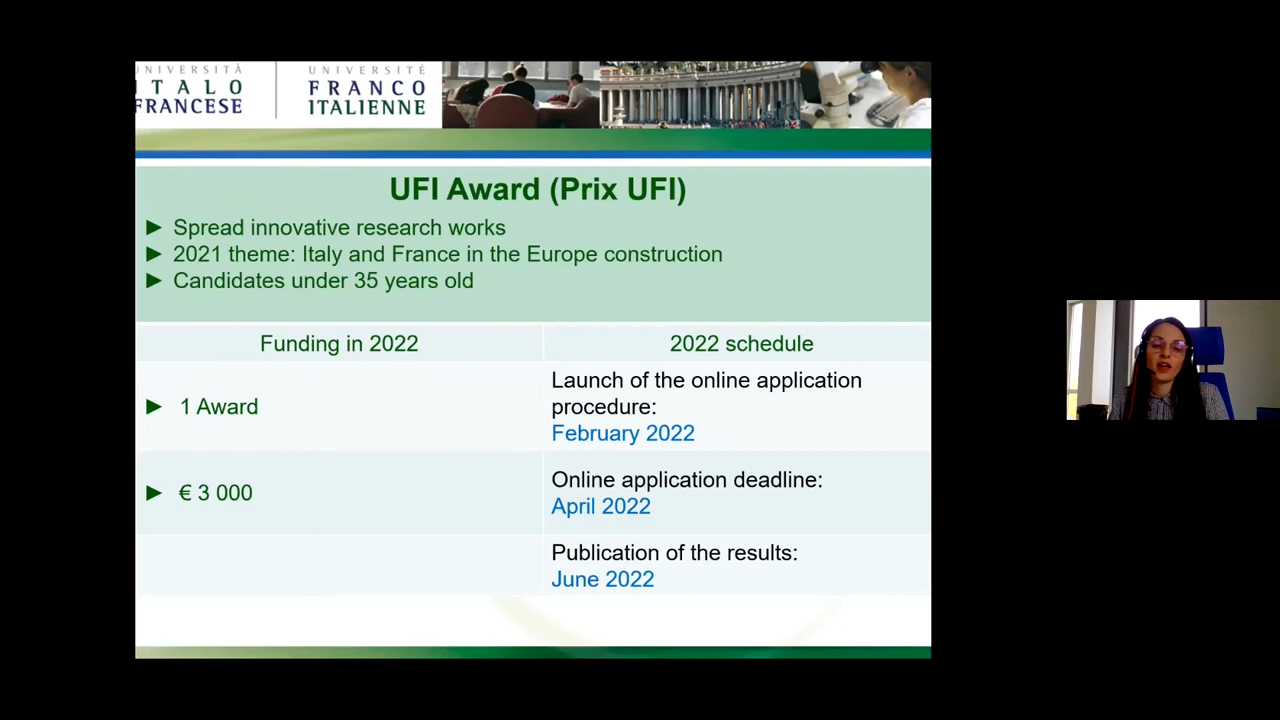 UNIVERSITÀ
ITALO
FRANCESE
UNIVERSITÉ
FRANCO
ITALIENNE
UFI Award (Prix UFI)
► Spread innovative research works
► 2021 theme: Italy and France in the Europe construction
► Candidates under 35 years old
Funding in 2022
2022 schedule
► 1 Award
Launch of the online application
procedure:
February 2022
► € 3 000
Online application deadline:
April 2022
Publication of the results:
June 2022